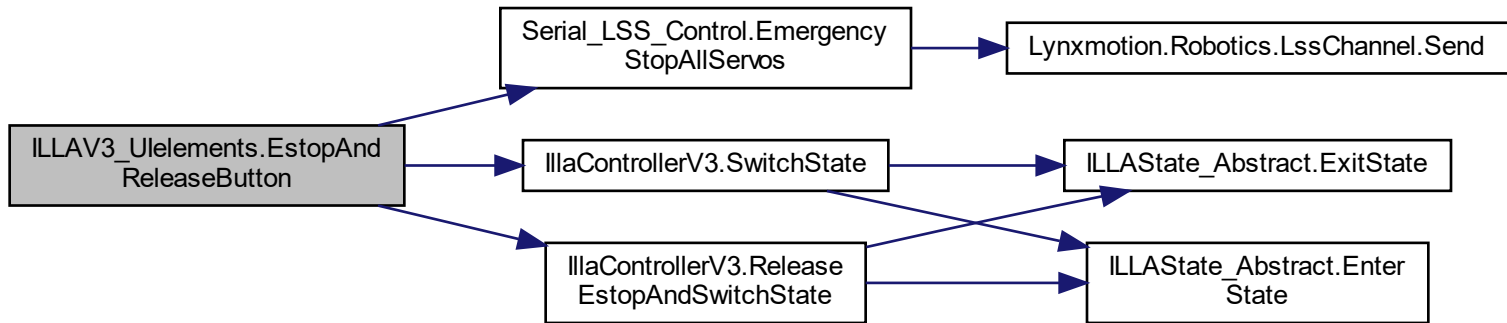 Serial_LSS_Control.Emergency
StopAllServos
Lynxmotion.Robotics.LssChannel.Send
ILLAV3_UIelements.EstopAnd
ReleaseButton
IllaControllerV3.SwitchState
ILLAState_Abstract.ExitState
IllaControllerV3.Release
EstopAndSwitchState
ILLAState_Abstract.Enter
State